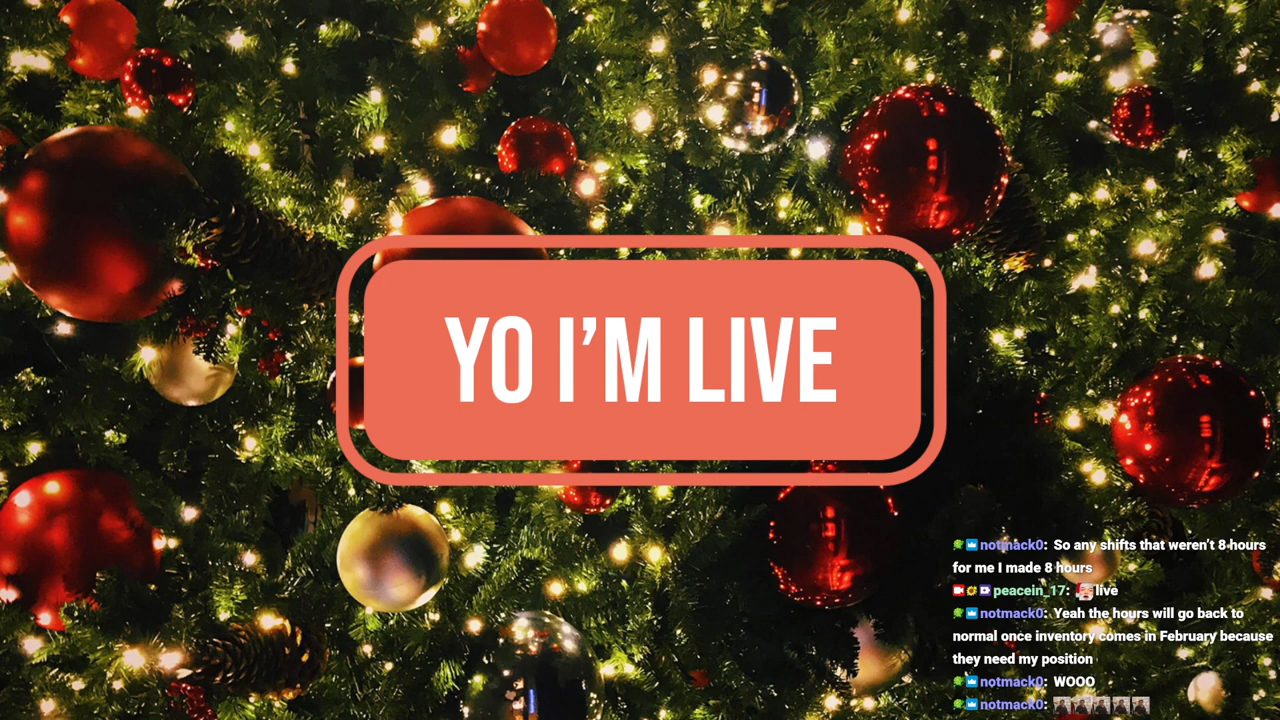 YO I’M LIVE
notmack0: So any shifts that weren’t 8 hours
for me I made 8 hours
peacein_17: live
notmack0: Yeah the hours will go back to
normal once inventory comes in February because
they need my position
notmack0: WOOO
notmack0: